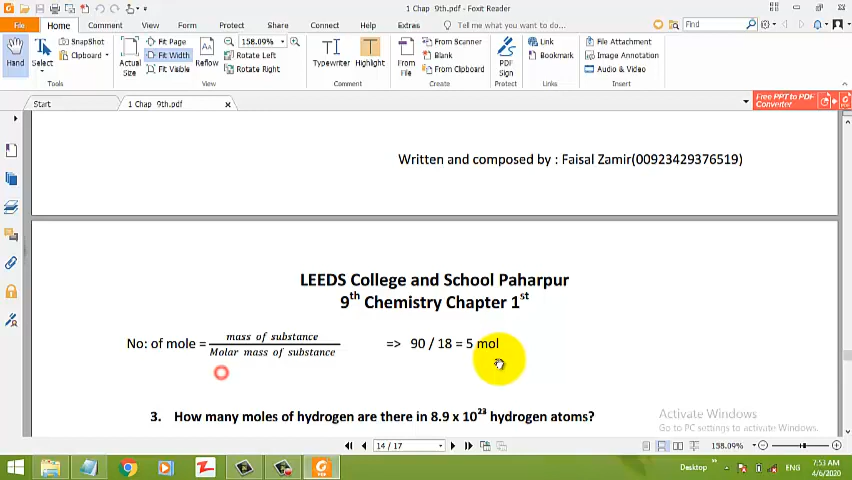 1 Chap 9th.pdf - Foxit Reader
File Home Comment View Form Protect Share Connect Help Extras Tell me what you want to do... Find
Hand Select SnapShot Clipboard Actual Size Fit Page Fit Width Fit Visible Reflow 158.09% Rotate Left Rotate Right Typewriter Highlight From File From Scanner Blank From Clipboard PDF Sign Link Bookmark File Attachment Image Annotation Audio & Video
Tools View Comment Create Protect Links Insert
Start 1 Chap 9th.pdf Free PPT to PDF Converter
Written and composed by : Faisal Zamir(00923429376519)
LEEDS College and School Paharpur
9th Chemistry Chapter 1st
No: of mole = mass of substance / Molar mass of substance => 90 / 18 = 5 mol
3. How many moles of hydrogen are there in 8.9 x 10²³ hydrogen atoms?
Activate Windows
Go to PC settings to activate Windows.
14 / 17 158.09%
Desktop ENG 7:53 AM
4/6/2020